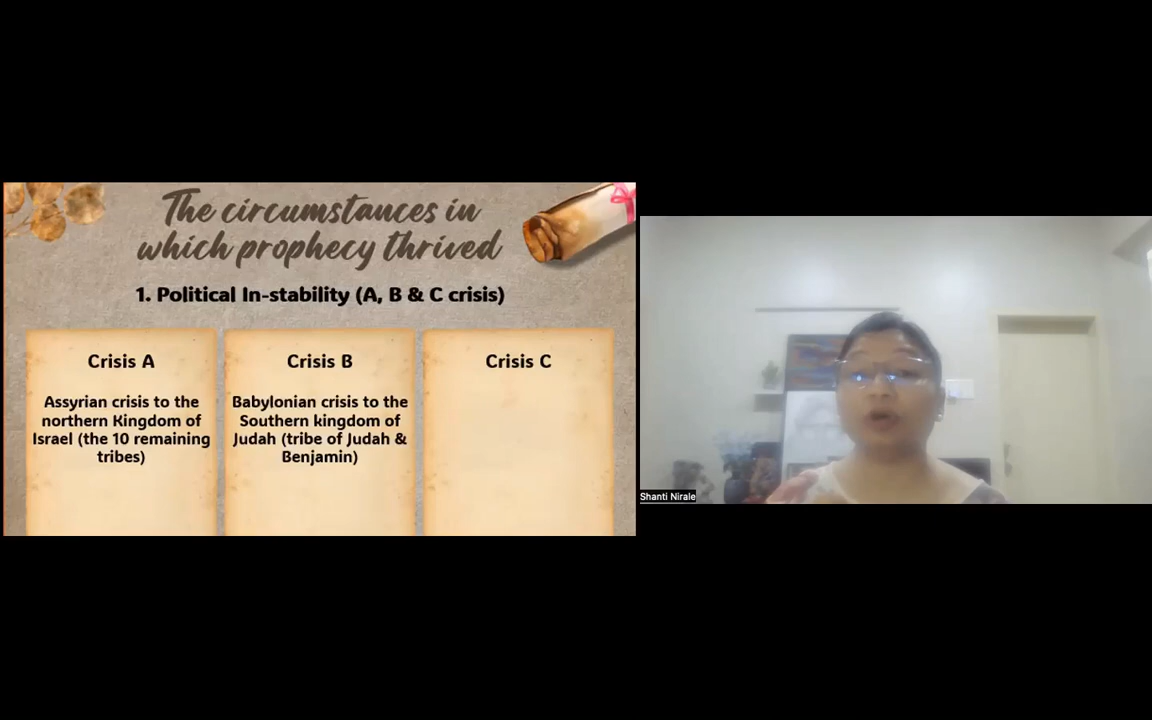 The circumstances in
which prophecy thrived
1. Political In-stability (A, B & C crisis)
Crisis A
Assyrian crisis to the
northern Kingdom of
Israel (the 10 remaining
tribes)
Crisis B
Babylonian crisis to the
Southern kingdom of
Judah (tribe of Judah &
Benjamin)
Crisis C
Shanti Nirale